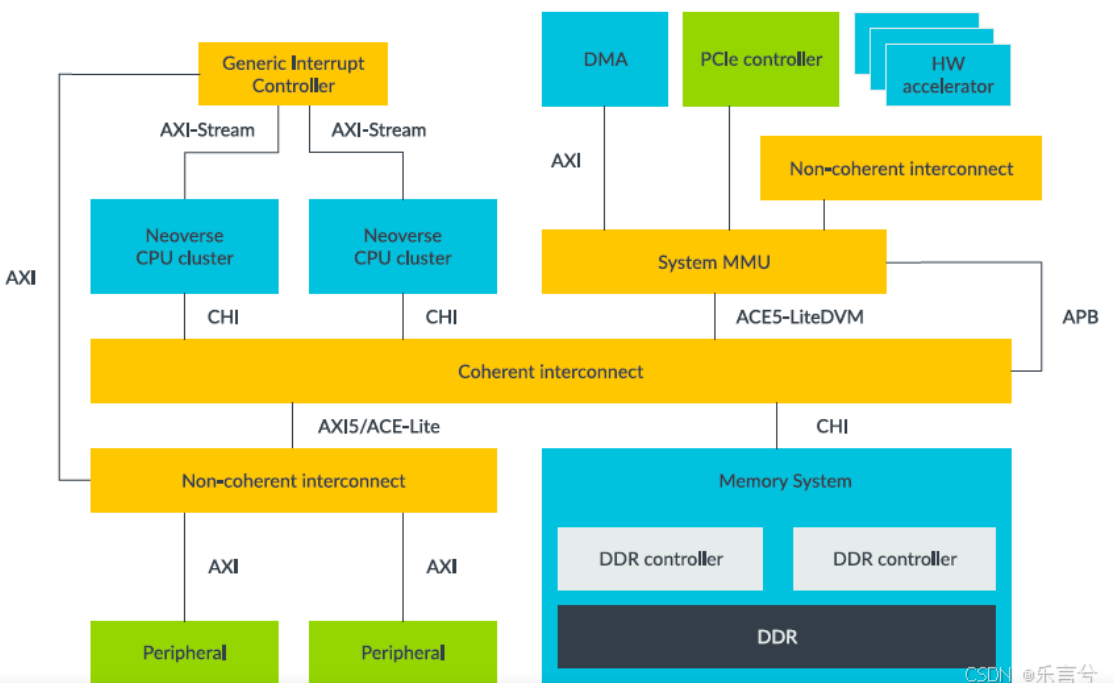 Generic Interrupt
Controller
AXI-Stream
AXI-Stream
DMA
PCIe controller
HW
accelerator
AXI
Non-coherent interconnect
Neoverse
CPU cluster
Neoverse
CPU cluster
System MMU
AXI
CHI
CHI
ACE5-LiteDVM
APB
Coherent interconnect
AXI5/ACE-Lite
CHI
Non-coherent interconnect
Memory System
AXI
AXI
DDR controller
DDR controller
Peripheral
Peripheral
DDR
CSDN @乐言兮